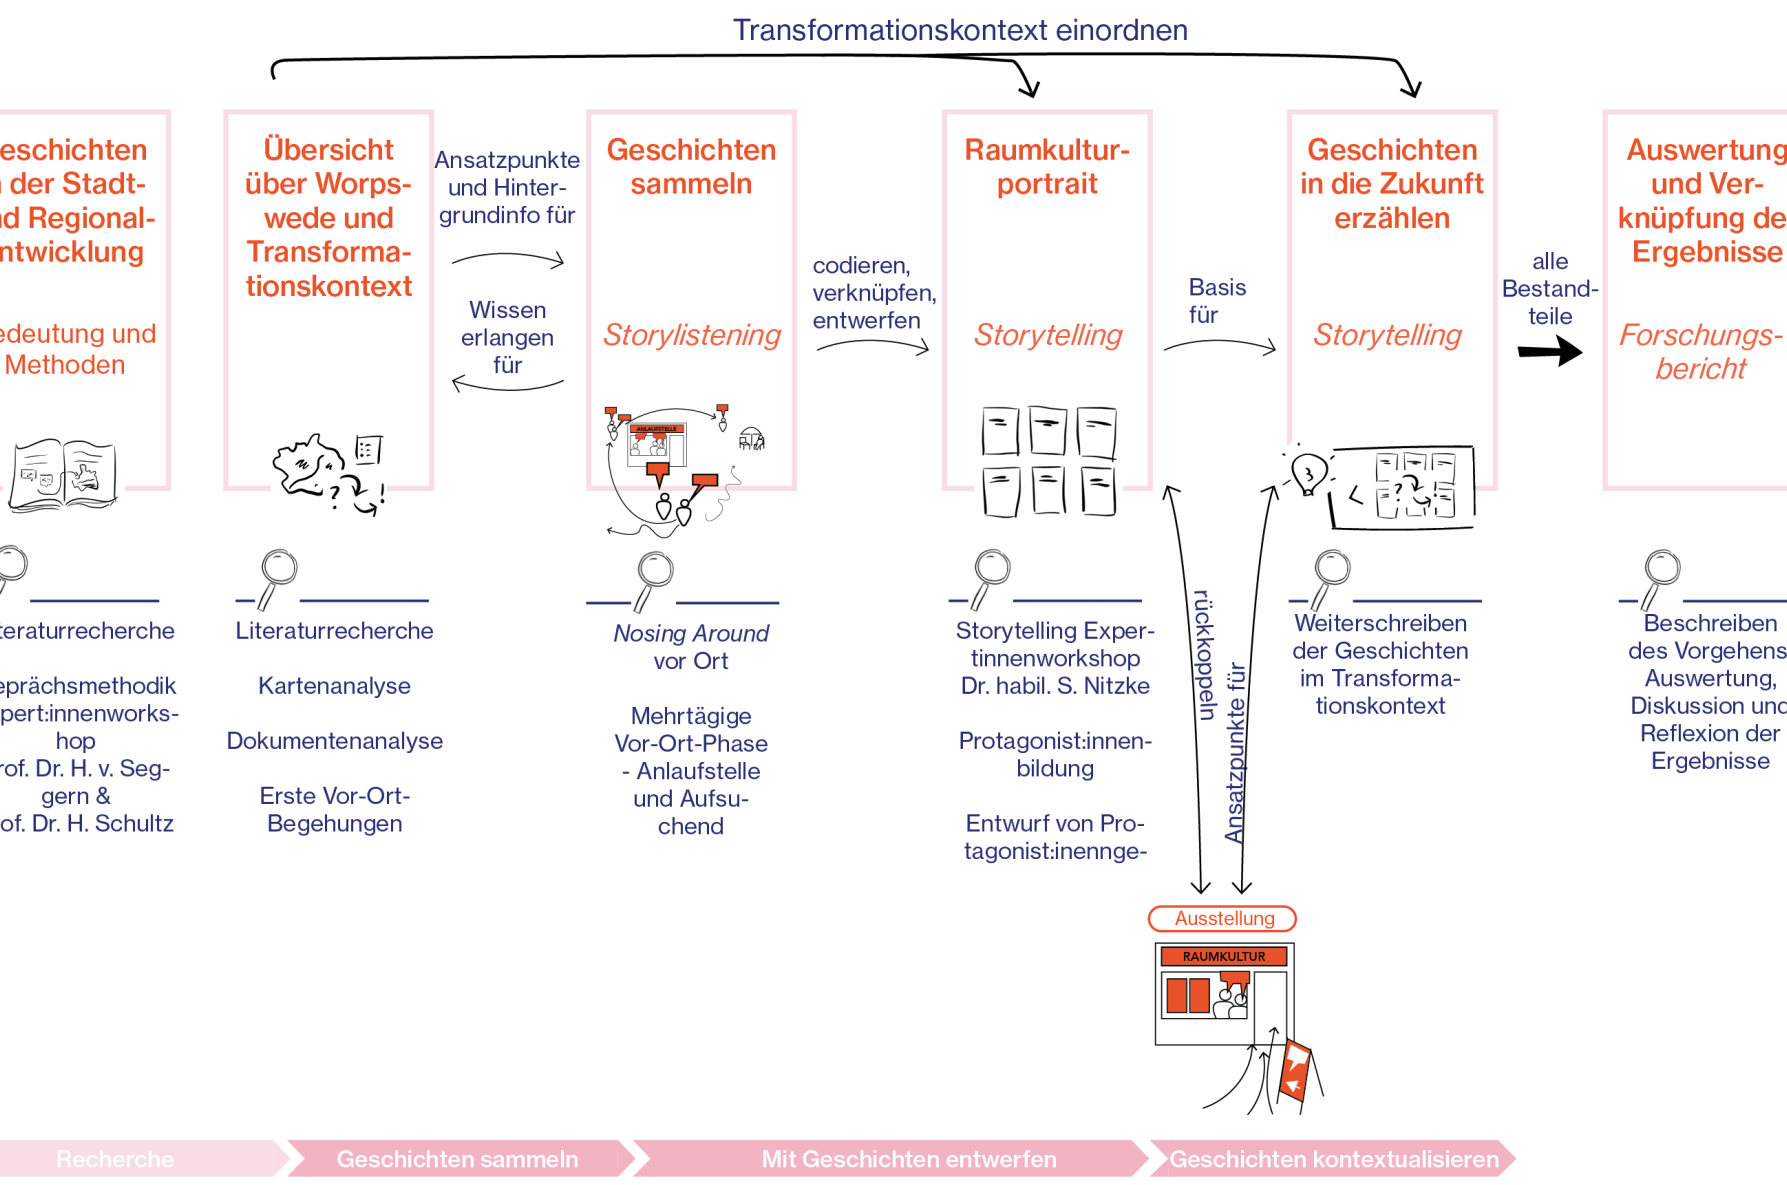 Transformationskontext einordnen
eschichten
der Stadt-
d Regional-
ntwicklung
edeutung und
Methoden
Übersicht
über Worps-
wede und
Transforma-
tionskontext
Ansatzpunkte
und Hinter-
grundinfo für
Wissen
erlangen
für
Geschichten
sammeln
Storylistening
ANLAUFSTELLE
codieren,
verknüpfen,
entwerfen
Raumkultur-
portrait
Storytelling
Basis
für
Geschichten
in die Zukunft
erzählen
Storytelling
alle
Bestand-
teile
Auswertung
und Ver-
knüpfung de
Ergebnisse
Forschungs-
bericht
? !
? !
teraturrecherche
eprächsmethodik
pert:innenworks-
hop
rof. Dr. H. v. Seg-
gern &
of. Dr. H. Schultz
Literaturrecherche
Kartenanalyse
Dokumentenanalyse
Erste Vor-Ort-
Begehungen
Nosing Around
vor Ort
Mehrtägige
Vor-Ort-Phase
- Anlaufstelle
und Aufsu-
chend
Storytelling Exper-
tinnenworkshop
Dr. habil. S. Nitzke
Protagonist:innen-
bildung
Entwurf von Pro-
tagonist:inennge-
rückkoppeln
Ansatzpunkte für
Weiterschreiben
der Geschichten
im Transforma-
tionskontext
Beschreiben
des Vorgehens
Auswertung,
Diskussion und
Reflexion der
Ergebnisse
Ausstellung
RAUMKULTUR
Recherche
Geschichten sammeln
Mit Geschichten entwerfen
Geschichten kontextualisieren